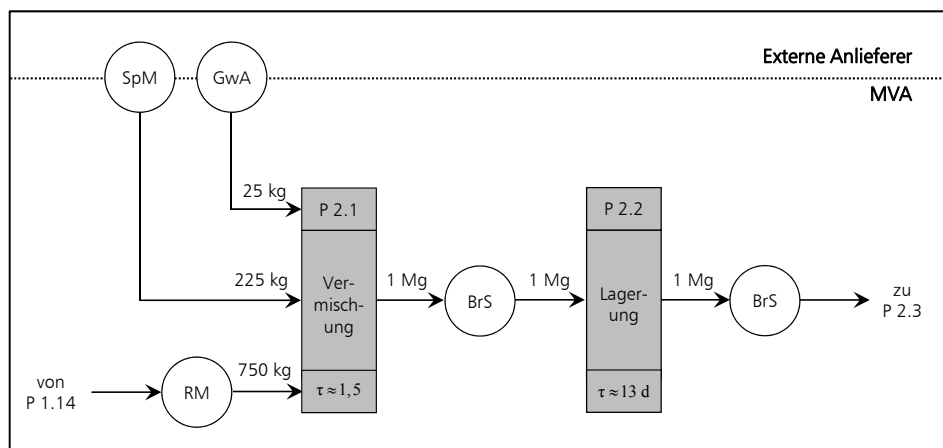 Externe Anlieferer
MVA
SpM
GwA
25 kg
P 2.1
P 2.2
225 kg
Ver-
misch-
ung
1 Mg
BrS
1 Mg
Lager-
ung
1 Mg
BrS
zu
P 2.3
von
P 1.14
RM
750 kg
τ ≈ 1,5
τ ≈ 13 d